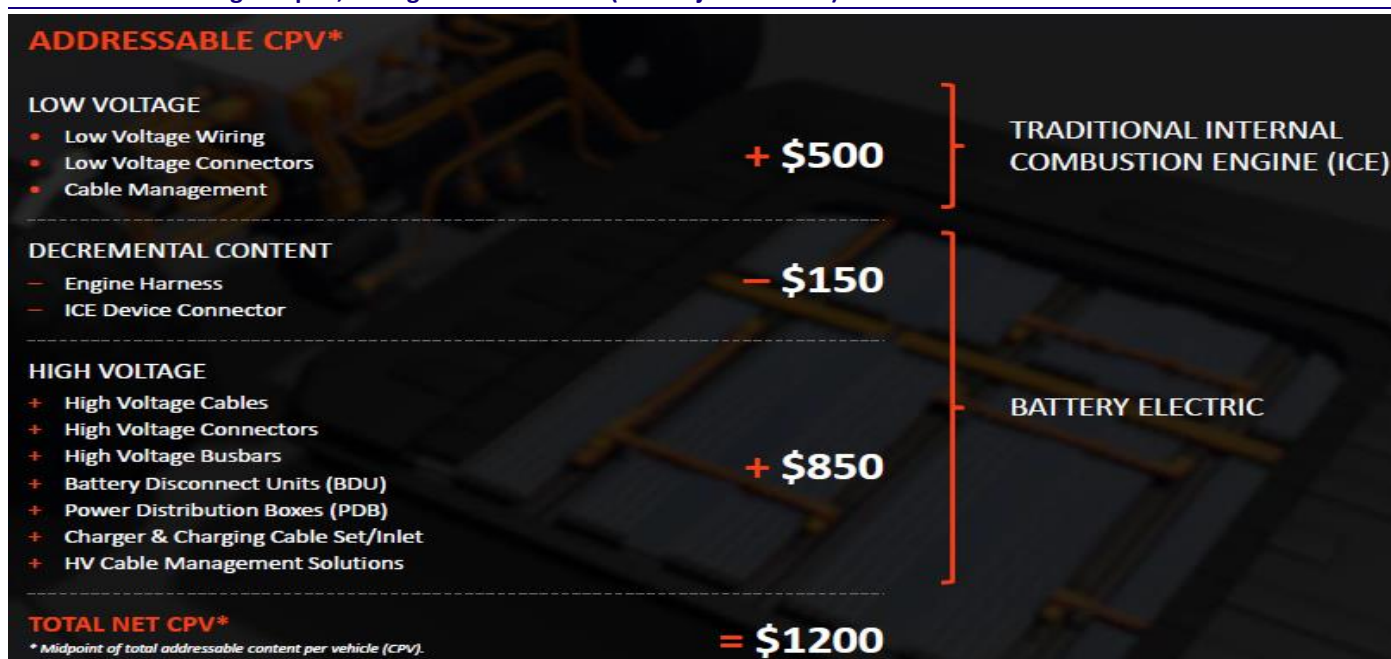 ADDRESSABLE CPV*
LOW VOLTAGE
• Low Voltage Wiring
• Low Voltage Connectors
• Cable Management
+ $500
TRADITIONAL INTERNAL
COMBUSTION ENGINE (ICE)
DECREMENTAL CONTENT
– Engine Harness
– ICE Device Connector
– $150
HIGH VOLTAGE
+ High Voltage Cables
+ High Voltage Connectors
+ High Voltage Busbars
+ Battery Disconnect Units (BDU)
+ Power Distribution Boxes (PDB)
+ Charger & Charging Cable Set/Inlet
+ HV Cable Management Solutions
+ $850
BATTERY ELECTRIC
TOTAL NET CPV*
* Midpoint of total addressable content per vehicle (CPV).
= $1200